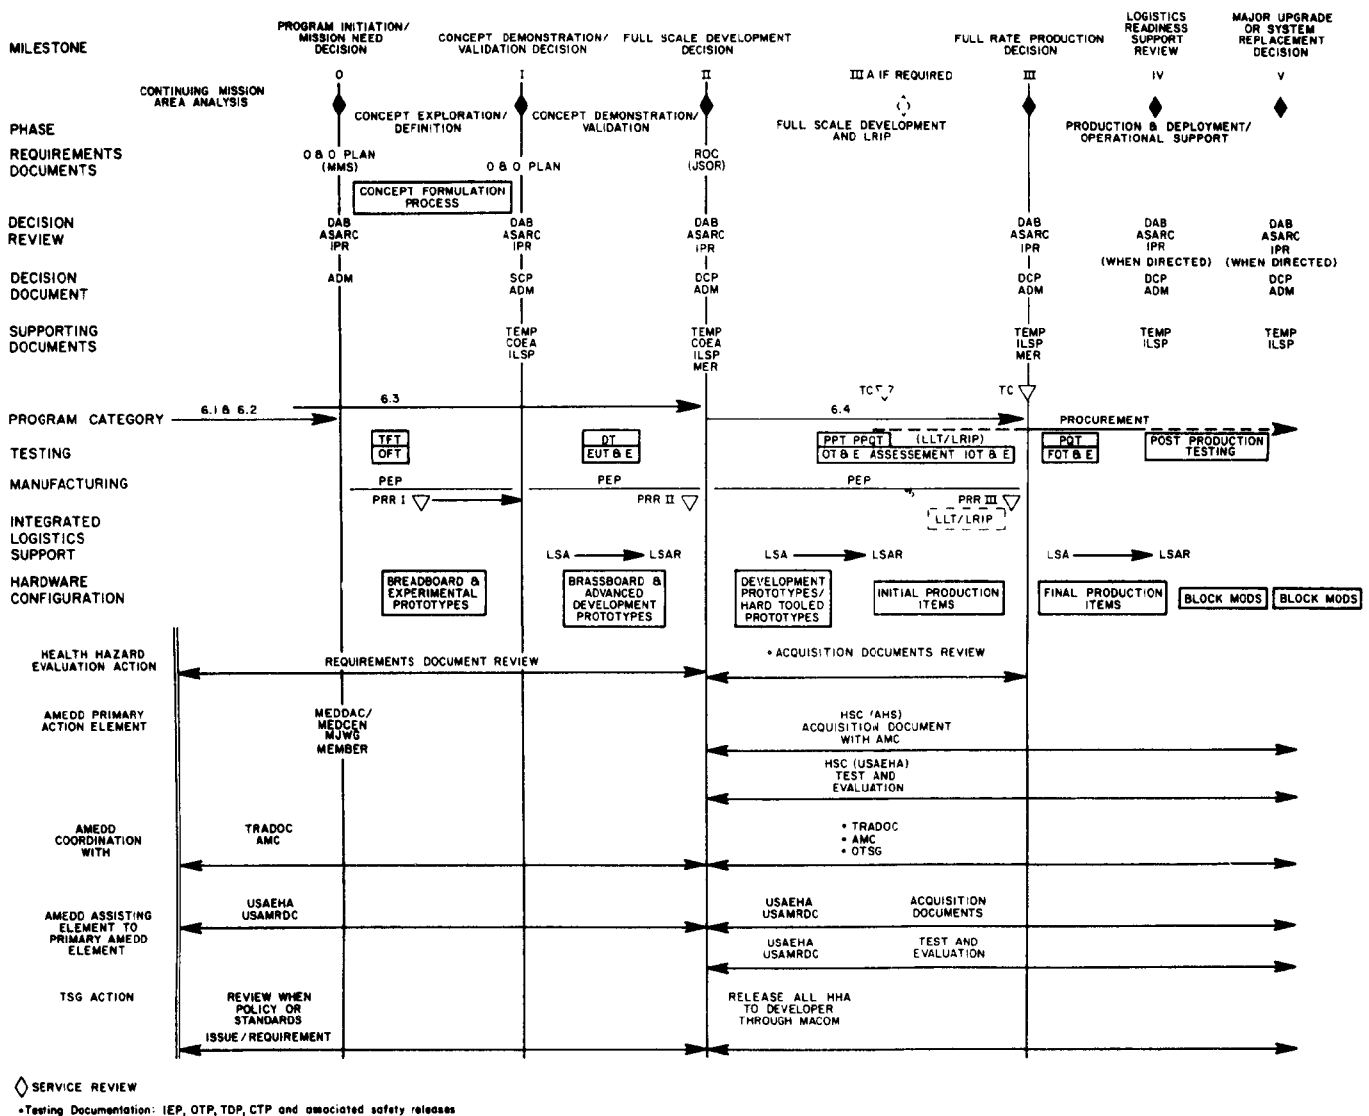 MILESTONE
PROGRAM INITIATION/
MISSION NEED
DECISION
CONCEPT DEMONSTRATION/
VALIDATION DECISION
FULL SCALE DEVELOPMENT
DECISION
FULL RATE PRODUCTION
DECISION
LOGISTICS
READINESS
SUPPORT
REVIEW
MAJOR UPGRADE
OR SYSTEM
REPLACEMENT
DECISION
O
I
II
III A IF REQUIRED
III
IV
V
CONTINUING MISSION
AREA ANALYSIS
PHASE
CONCEPT EXPLORATION/
DEFINITION
CONCEPT DEMONSTRATION/
VALIDATION
FULL SCALE DEVELOPMENT
AND LRIP
PRODUCTION & DEPLOYMENT/
OPERATIONAL SUPPORT
REQUIREMENTS
DOCUMENTS
O & O PLAN
(MMS)
O & O PLAN
ROC
(JSOR)
CONCEPT FORMULATION
PROCESS
DECISION
REVIEW
DAB
ASARC
IPR
DAB
ASARC
IPR
DAB
ASARC
IPR
DAB
ASARC
IPR
DAB
ASARC
IPR
(WHEN DIRECTED)
DAB
ASARC
IPR
(WHEN DIRECTED)
DECISION
DOCUMENT
ADM
SCP
ADM
DCP
ADM
DCP
ADM
DCP
ADM
DCP
ADM
SUPPORTING
DOCUMENTS
TEMP
COEA
ILSP
TEMP
COEA
ILSP
MER
TEMP
ILSP
MER
TEMP
ILSP
TEMP
ILSP
TC
TC
PROGRAM CATEGORY
6.1 & 6.2
6.3
6.4
PROCUREMENT
TESTING
TFT
OFT
DT
EUT & E
PPT PPQT (LLT/LRIP)
OT & E ASSESSEMENT IOT & E
PQT
FOT & E
POST PRODUCTION
TESTING
MANUFACTURING
PEP
PEP
PEP
PRR I
PRR II
PRR III
LLT/LRIP
INTEGRATED
LOGISTICS
SUPPORT
LSA
LSAR
LSA
LSAR
LSA
LSAR
HARDWARE
CONFIGURATION
BREADBOARD &
EXPERIMENTAL
PROTOTYPES
BRASSBOARD &
ADVANCED
DEVELOPMENT
PROTOTYPES
DEVELOPMENT
PROTOTYPES/
HARD TOOLED
PROTOTYPES
INITIAL PRODUCTION
ITEMS
FINAL PRODUCTION
ITEMS
BLOCK MODS
BLOCK MODS
HEALTH HAZARD
EVALUATION ACTION
REQUIREMENTS DOCUMENT REVIEW
• ACQUISITION DOCUMENTS REVIEW
AMEDD PRIMARY
ACTION ELEMENT
MEDDAC/
MEDCEN
MJWG
MEMBER
HSC (AHS)
ACQUISITION DOCUMENT
WITH AMC
HSC (USAEHA)
TEST AND
EVALUATION
AMEDD
COORDINATION
WITH
TRADOC
AMC
• TRADOC
• AMC
• OTSG
AMEDD ASSISTING
ELEMENT TO
PRIMARY AMEDD
ELEMENT
USAEHA
USAMRDC
USAEHA
USAMRDC
ACQUISITION
DOCUMENTS
USAEHA
USAMRDC
TEST AND
EVALUATION
TSG ACTION
REVIEW WHEN
POLICY OR
STANDARDS
ISSUE/REQUIREMENT
RELEASE ALL HHA
TO DEVELOPER
THROUGH MACOM
SERVICE REVIEW
•Testing Documentation: IEP, OTP, TDP, CTP and associated safety releases